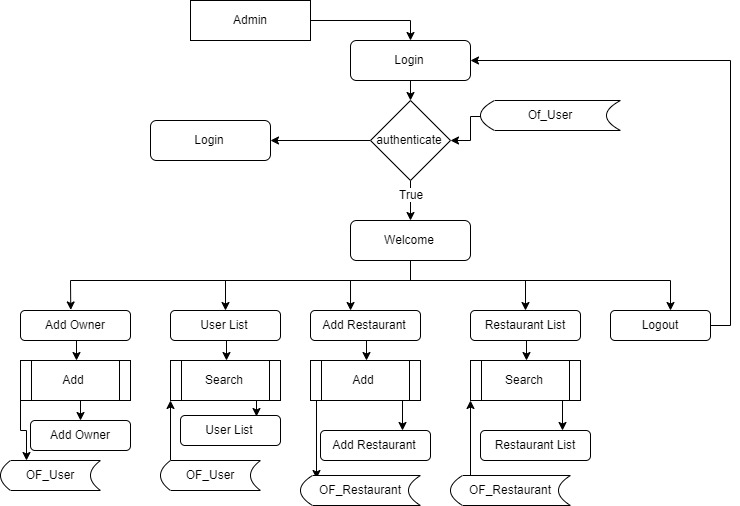 Admin
Login
Of_User
Login
authenticate
True
Welcome
Add Owner
User List
Add Restaurant
Restaurant List
Logout
Add
Search
Add
Search
Add Owner
User List
Add Restaurant
Restaurant List
OF_User
OF_User
OF_Restaurant
OF_Restaurant